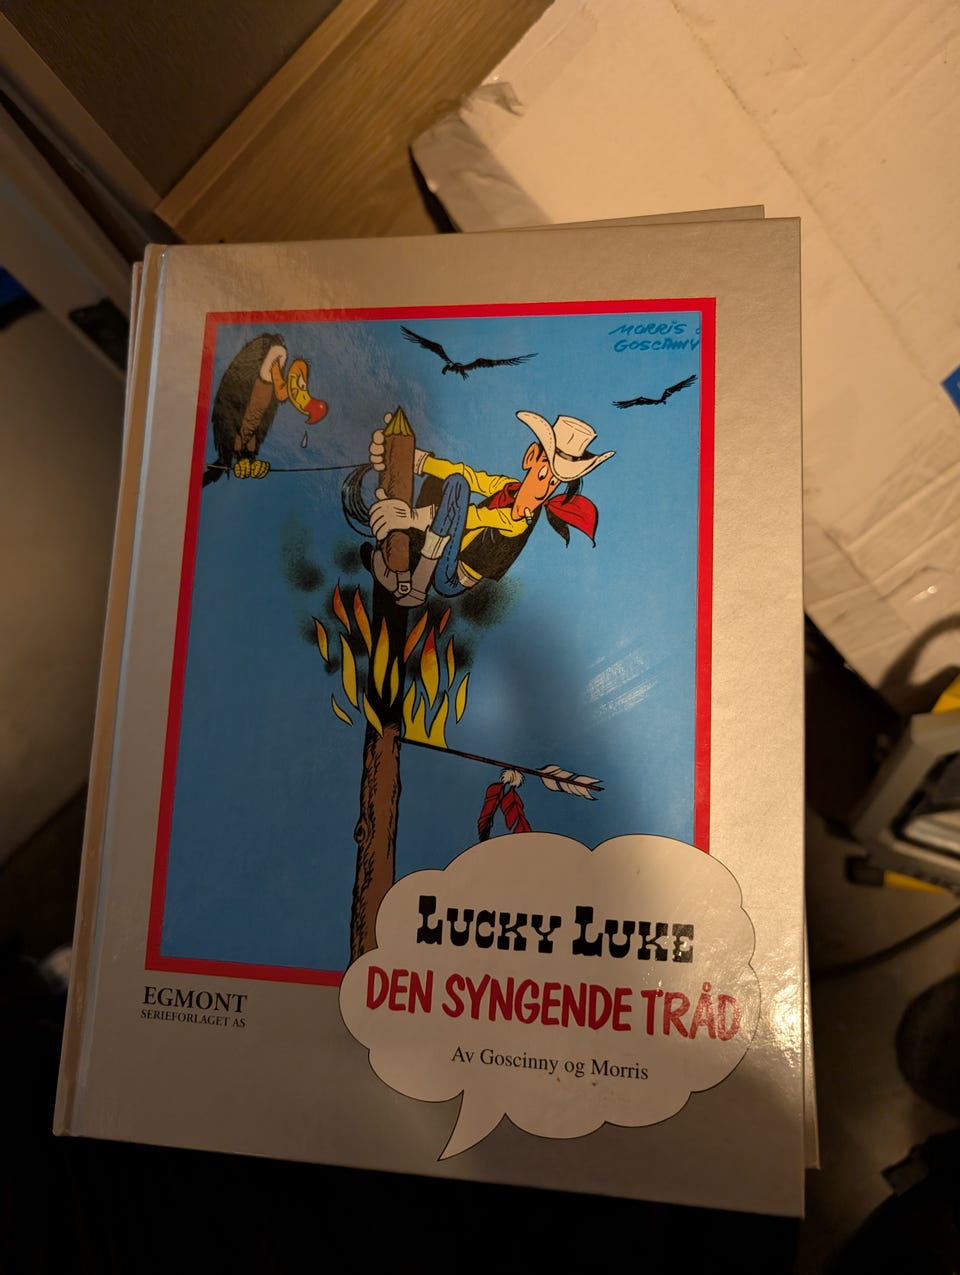 MORRIS
GOSCINNY
LUCKY LUKE
DEN SYNGENDE TRÅD
Av Goscinny og Morris
EGMONT
SERIEFORLAGET AS